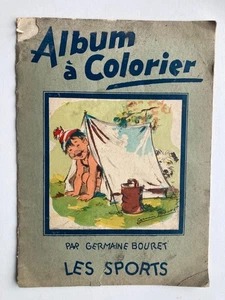 Album
à Colorier
PAR GERMAINE BOURET
LES SPORTS